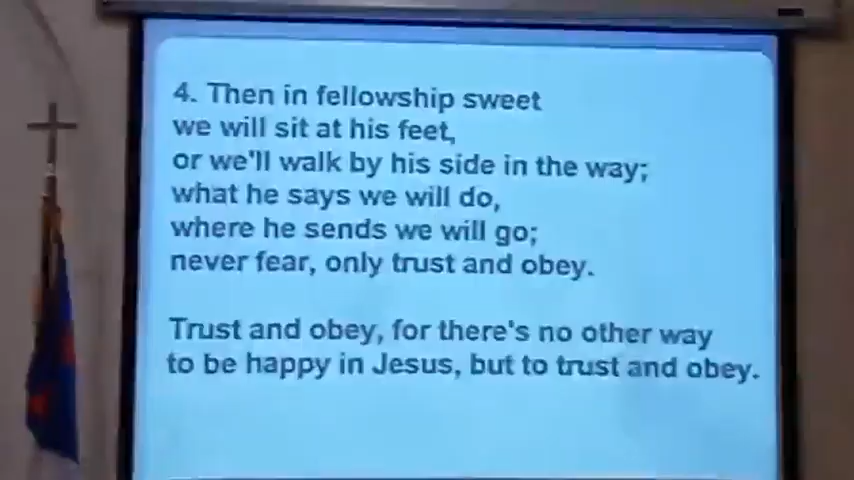 4. Then in fellowship sweet
we will sit at his feet,
or we'll walk by his side in the way;
what he says we will do,
where he sends we will go;
never fear, only trust and obey.
Trust and obey, for there's no other way
to be happy in Jesus, but to trust and obey.